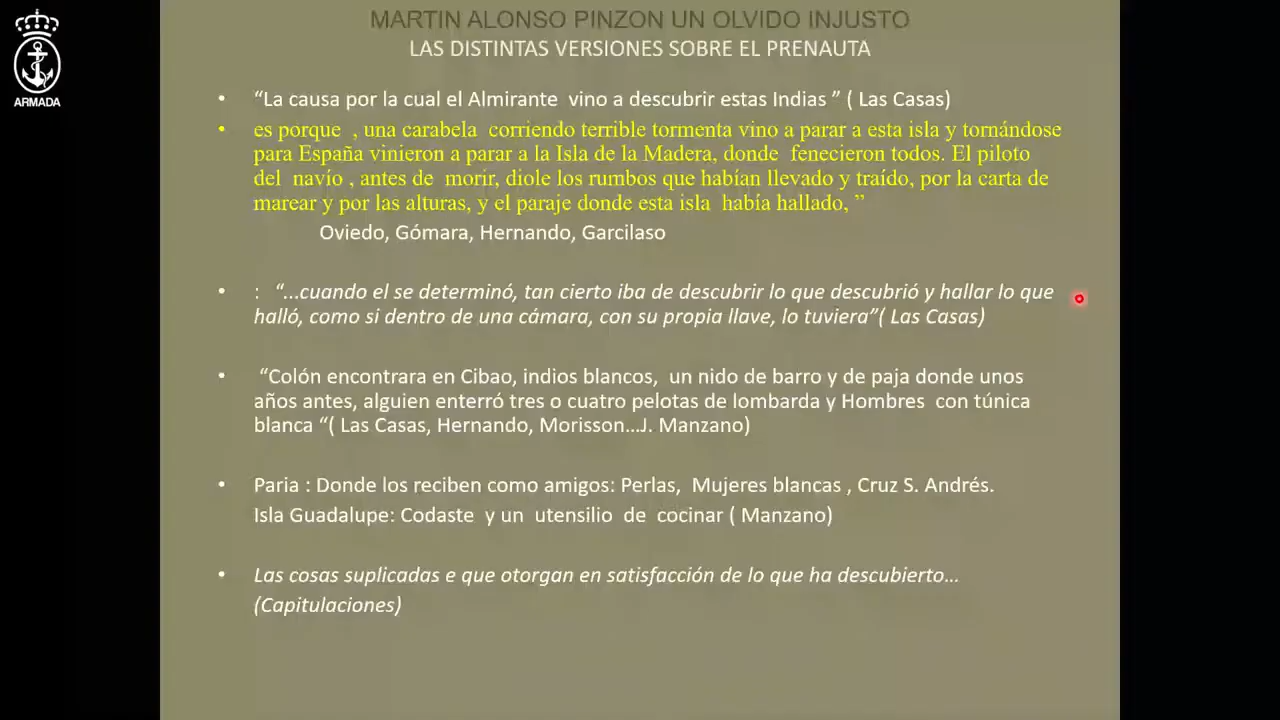 MARTIN ALONSO PINZON UN OLVIDO INJUSTO
LAS DISTINTAS VERSIONES SOBRE EL PRENAUTA
ARMADA
• “La causa por la cual el Almirante vino a descubrir estas Indias ” ( Las Casas)
• es porque , una carabela corriendo terrible tormenta vino a parar a esta isla y tornándose
para España vinieron a parar a la Isla de la Madera, donde fenecieron todos. El piloto
del navío , antes de morir, diole los rumbos que habían llevado y traído, por la carta de
marear y por las alturas, y el paraje donde esta isla había hallado, ”
Oviedo, Gómara, Hernando, Garcilaso
• : “...cuando el se determinó, tan cierto iba de descubrir lo que descubrió y hallar lo que
halló, como si dentro de una cámara, con su propia llave, lo tuviera”( Las Casas)
• “Colón encontrara en Cibao, indios blancos, un nido de barro y de paja donde unos
años antes, alguien enterró tres o cuatro pelotas de lombarda y Hombres con túnica
blanca “( Las Casas, Hernando, Morisson...J. Manzano)
• Paria : Donde los reciben como amigos: Perlas, Mujeres blancas , Cruz S. Andrés.
Isla Guadalupe: Codaste y un utensilio de cocinar ( Manzano)
• Las cosas suplicadas e que otorgan en satisfacción de lo que ha descubierto...
(Capitulaciones)